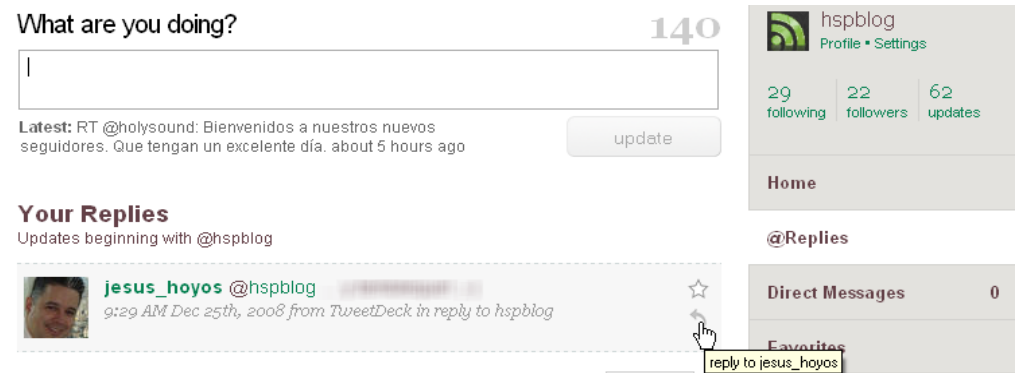 What are you doing?
140
Latest: RT @holysound: Bienvenidos a nuestros nuevos
seguidores. Que tengan un excelente día. about 5 hours ago
update
Your Replies
Updates beginning with @hspblog
jesus_hoyos @hspblog
9:29 AM Dec 25th, 2008 from TweetDeck in reply to hspblog
reply to jesus_hoyos
hspblog
Profile • Settings
29 22 62
following followers updates
Home
@Replies
Direct Messages 0
Favorites